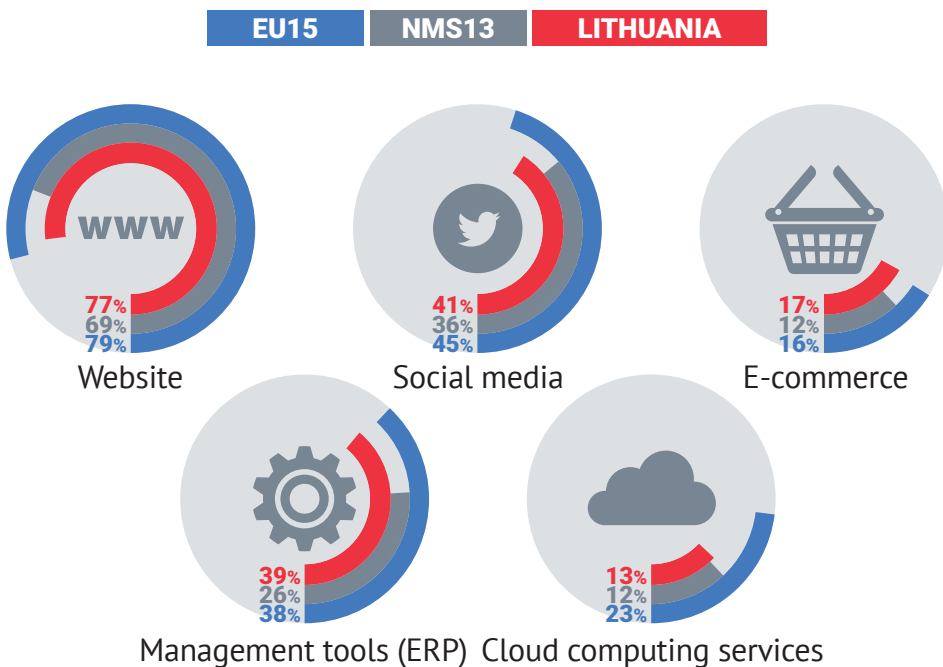 EU15 NMS13 LITHUANIA
www
77%
69%
79%
Website
41%
36%
45%
Social media
17%
12%
16%
E-commerce
39%
26%
38%
Management tools (ERP)
13%
12%
23%
Cloud computing services